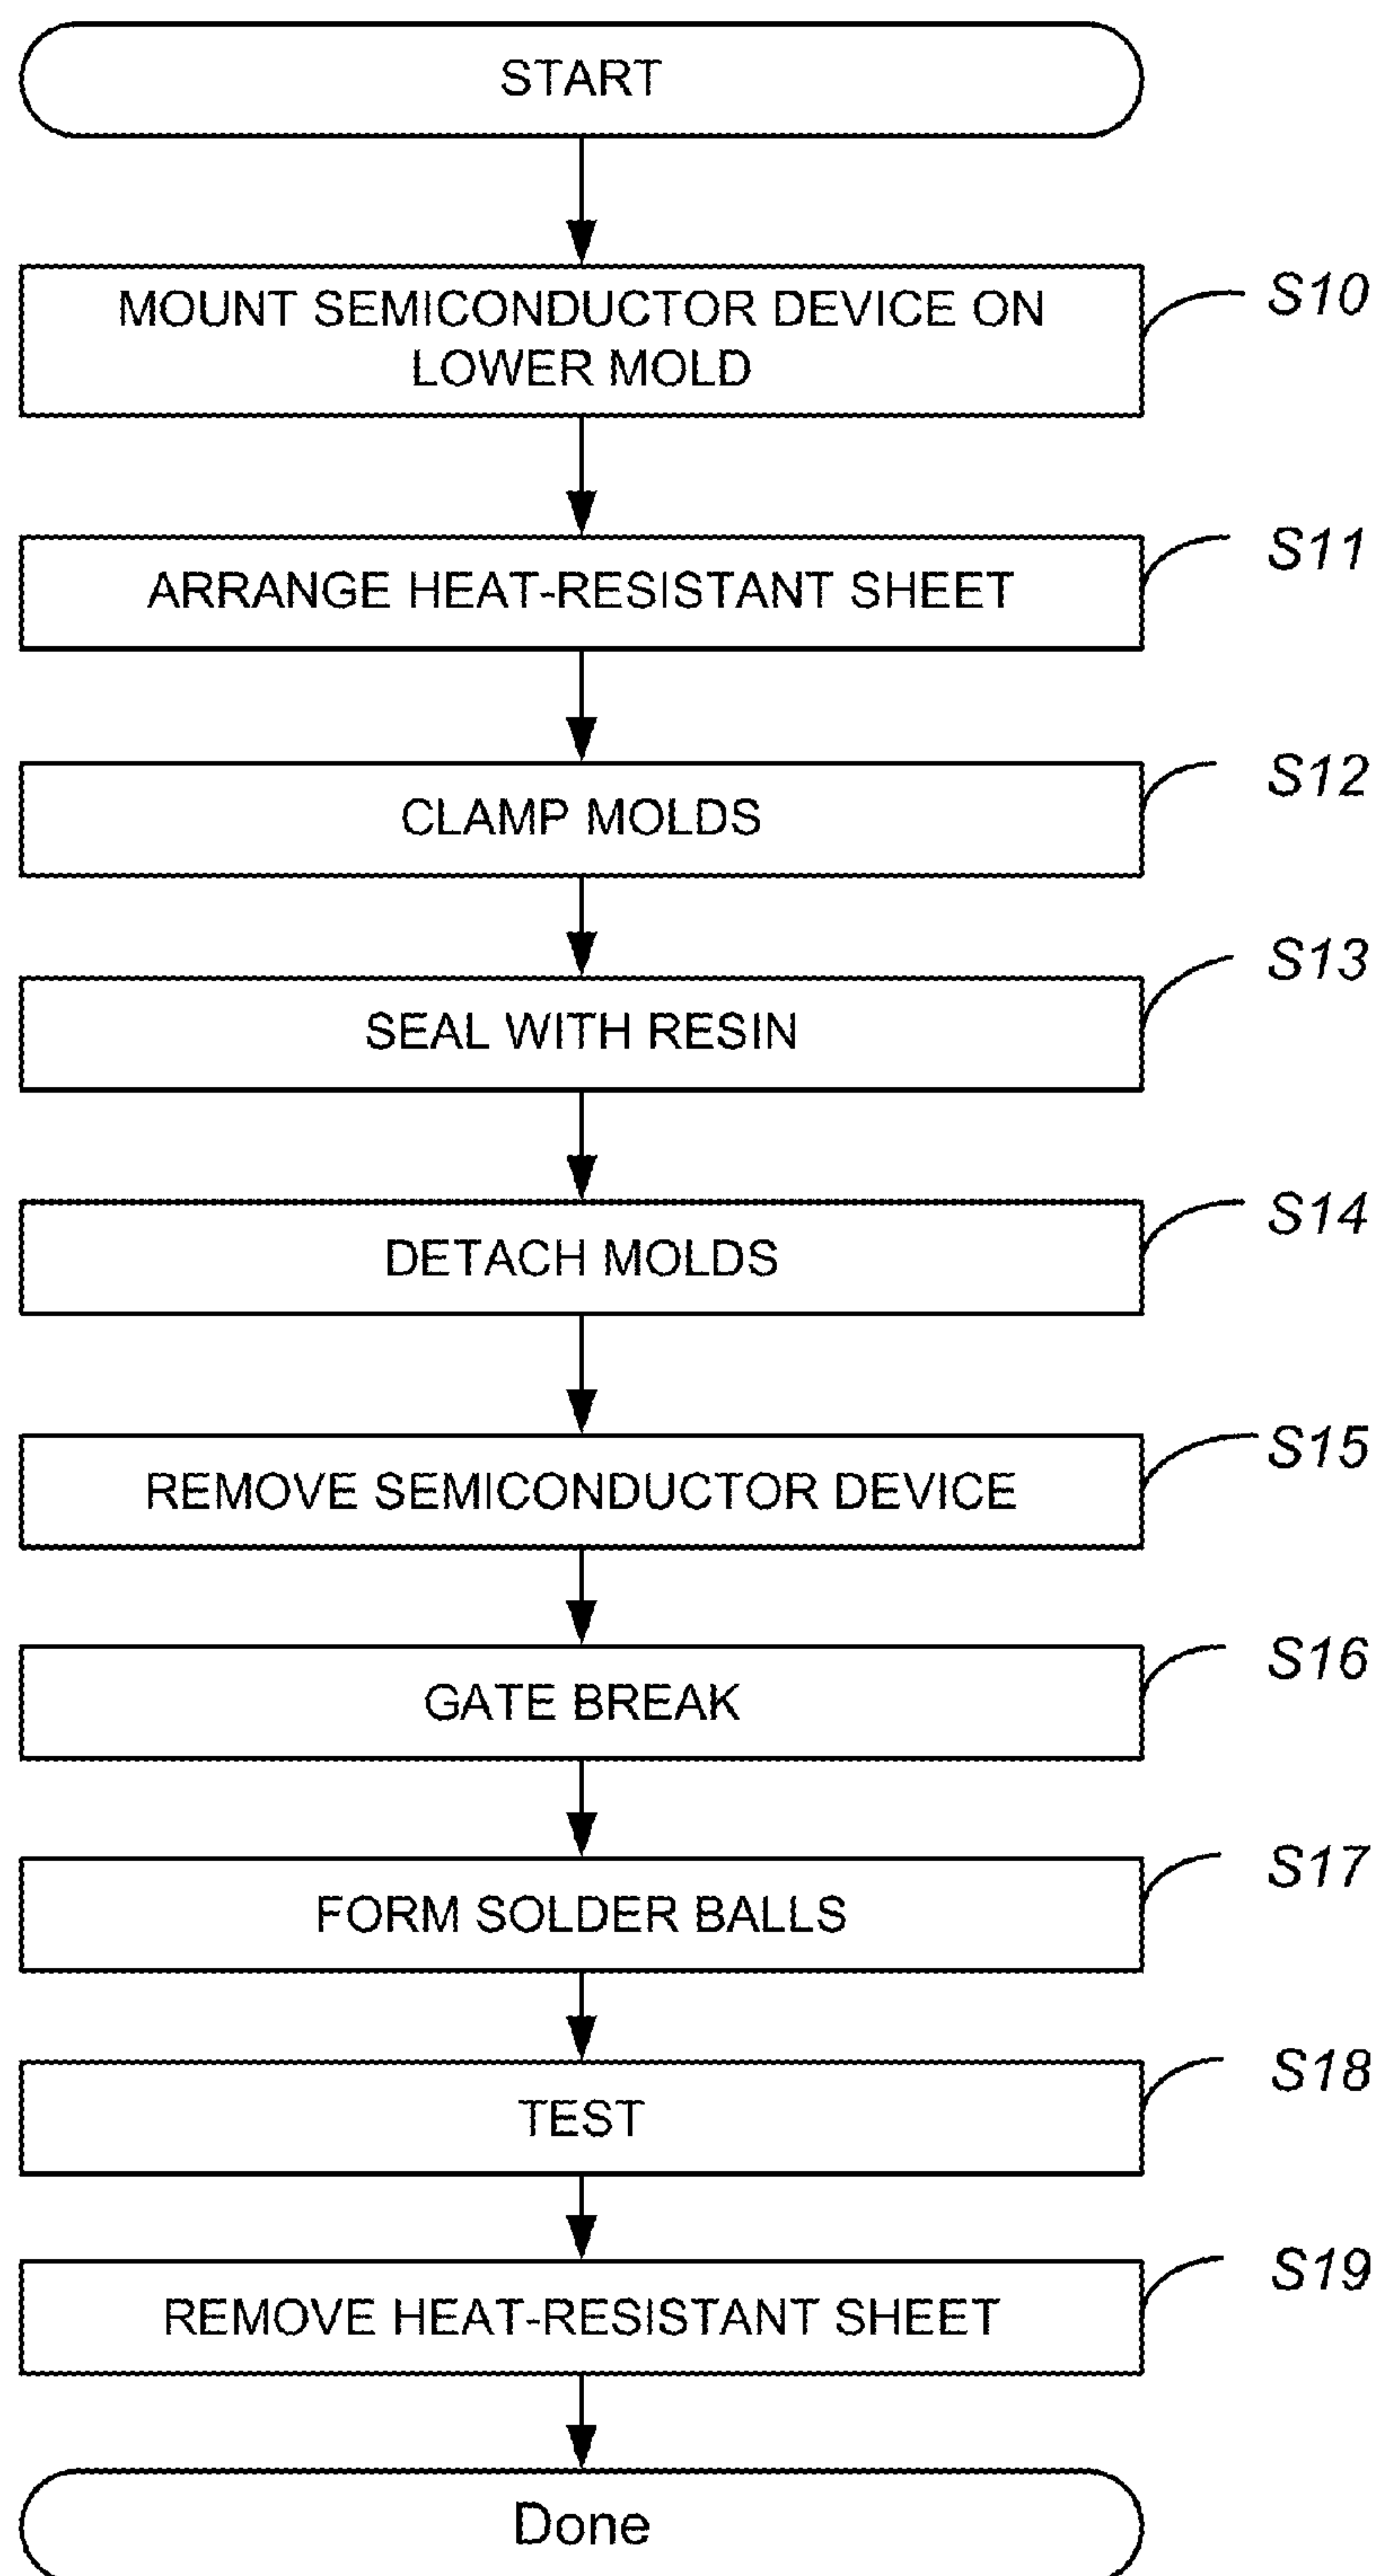 START
MOUNT SEMICONDUCTOR DEVICE ON
LOWER MOLD
S10
ARRANGE HEAT-RESISTANT SHEET
S11
CLAMP MOLDS
S12
SEAL WITH RESIN
S13
DETACH MOLDS
S14
REMOVE SEMICONDUCTOR DEVICE
S15
GATE BREAK
S16
FORM SOLDER BALLS
S17
TEST
S18
REMOVE HEAT-RESISTANT SHEET
S19
Done